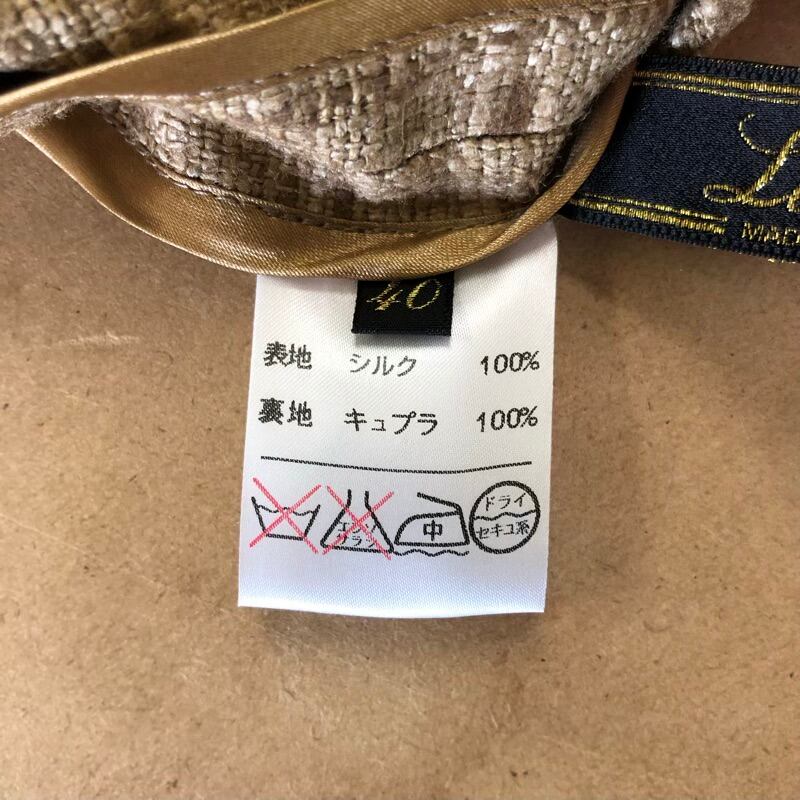 40
表地 シルク 100%
裏地 キュプラ 100%
エンソ
サラシ
中
ドライ
セキユ系